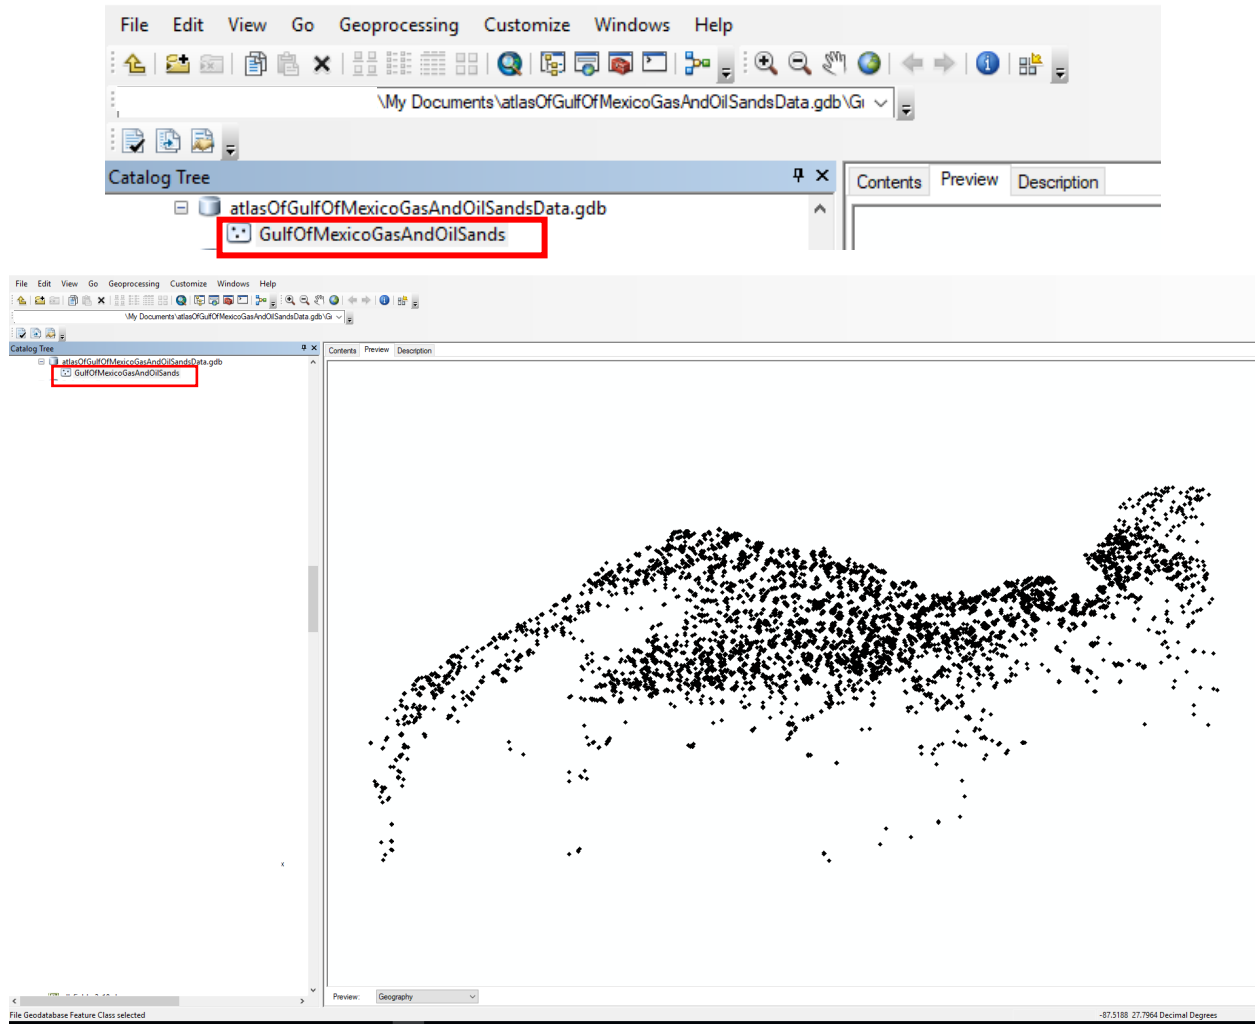 File Edit View Go Geoprocessing Customize Windows Help
\My Documents\atlasOfGulfOfMexicoGasAndOilSandsData.gdb\Gu
Catalog Tree
Contents Preview Description
atlasOfGulfOfMexicoGasAndOilSandsData.gdb
GulfOfMexicoGasAndOilSands
File Edit View Go Geoprocessing Customize Windows Help
\My Documents\atlasOfGulfOfMexicoGasAndOilSandsData.gdb\Gu
Catalog Tree
Contents Preview Description
atlasOfGulfOfMexicoGasAndOilSandsData.gdb
GulfOfMexicoGasAndOilSands
Preview: Geography
File Geodatabase Feature Class selected
-87.5188 27.7964 Decimal Degrees